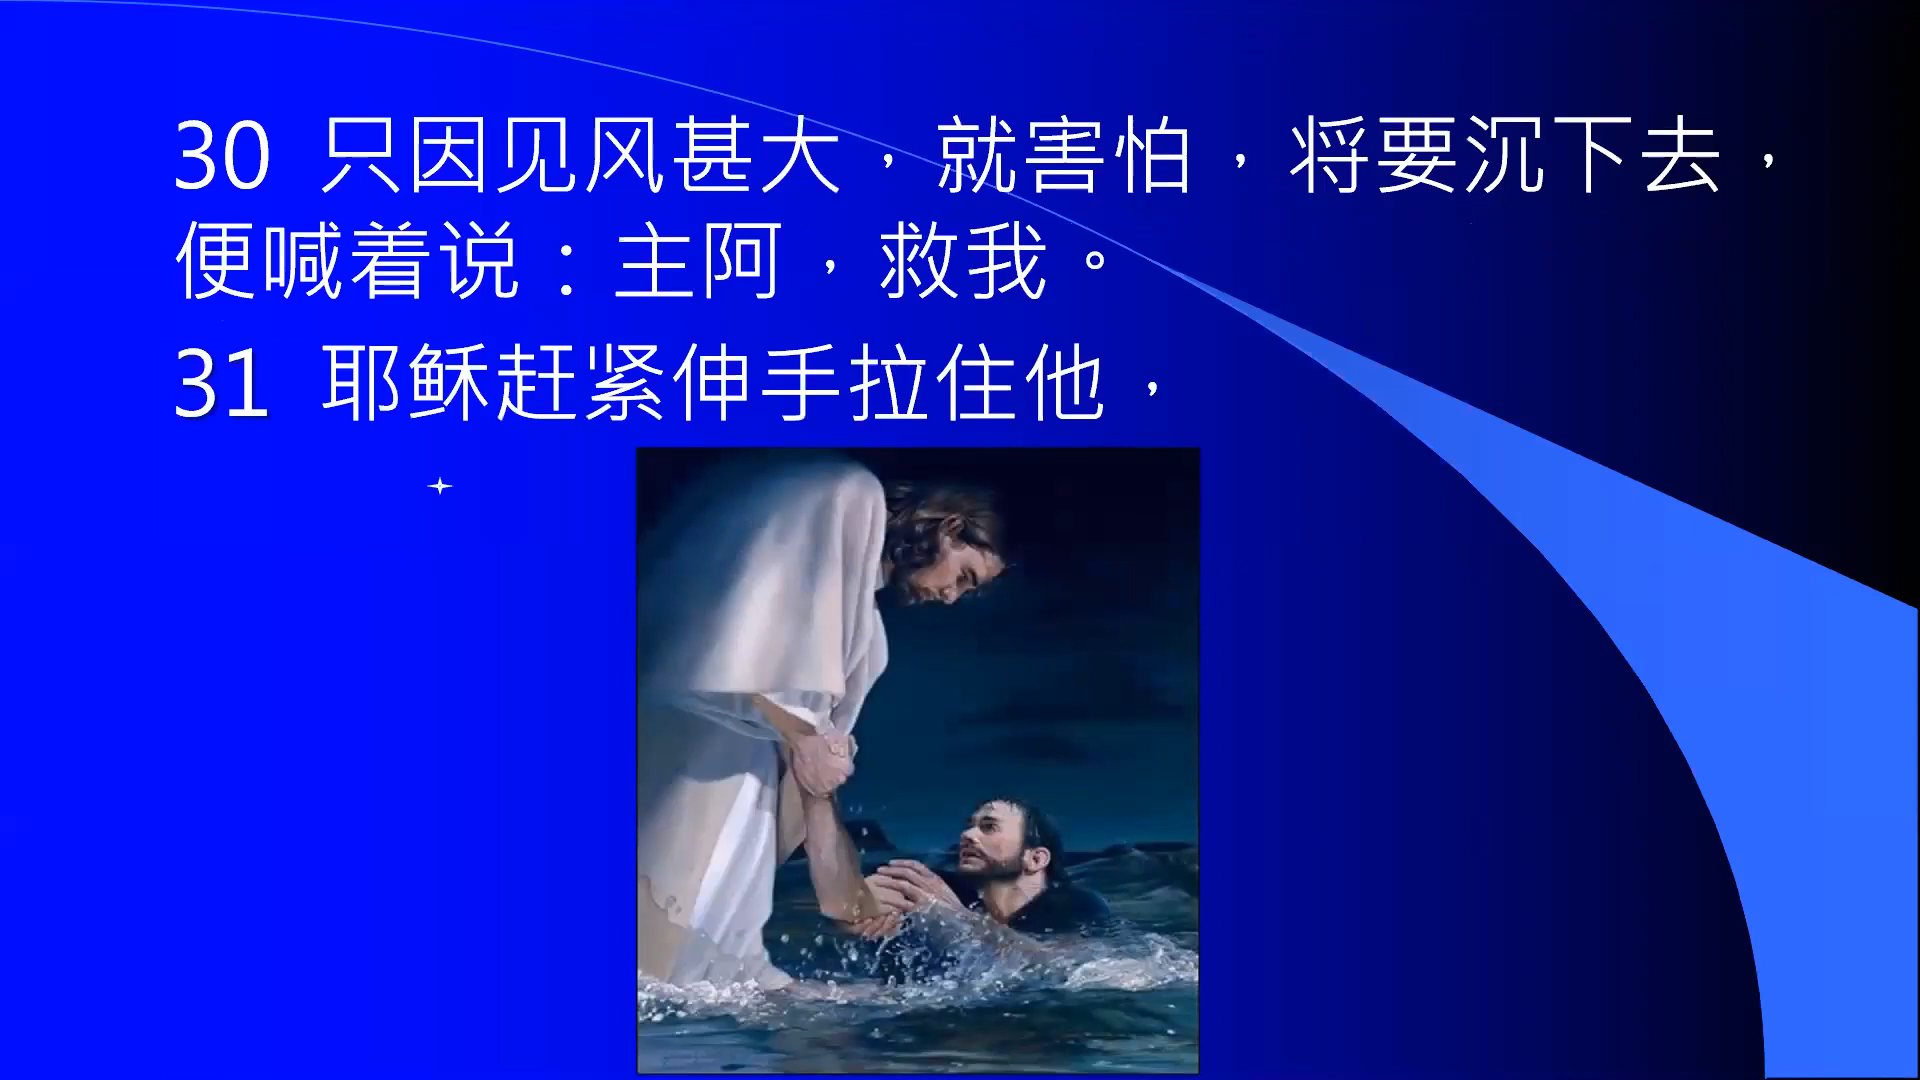 30 只因见风甚大，就害怕，将要沉下去，
便喊着说：主阿，救我。
31 耶稣赶紧伸手拉住他，